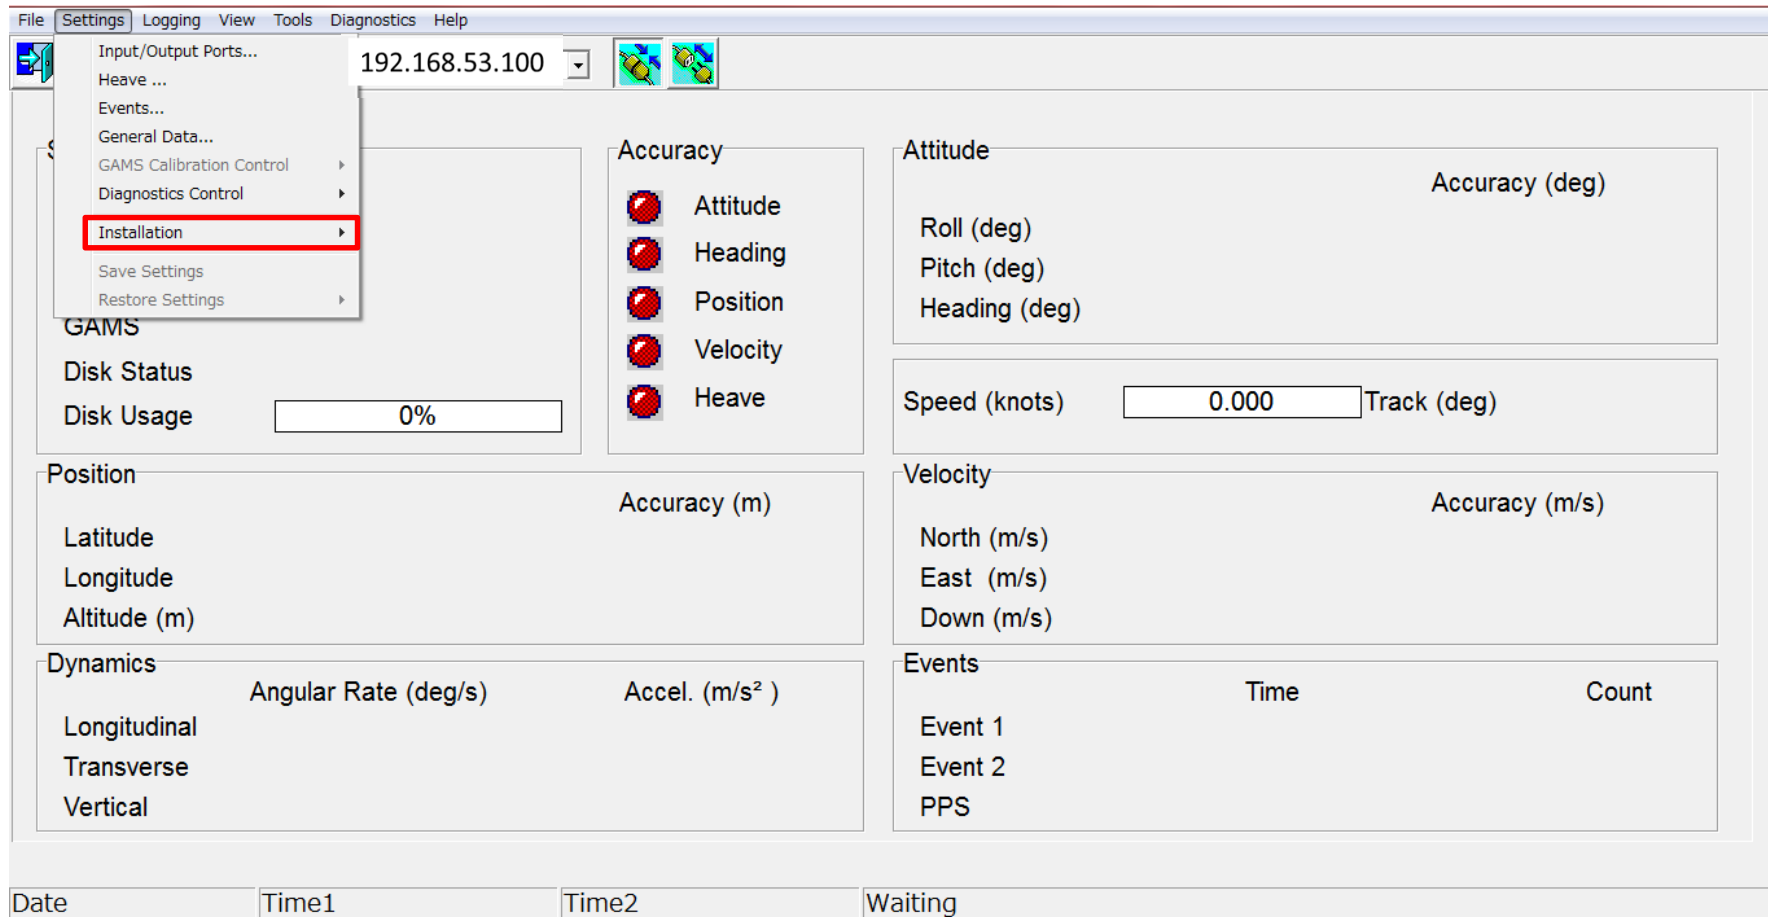 File Settings Logging View Tools Diagnostics Help
Input/Output Ports...
192.168.53.100
Heave ...
Events...
General Data...
GAMS Calibration Control
Diagnostics Control
Installation
Save Settings
Restore Settings
GAMS
Disk Status
Disk Usage 0%
Accuracy
Attitude
Heading
Position
Velocity
Heave
Attitude
Accuracy (deg)
Roll (deg)
Pitch (deg)
Heading (deg)
Speed (knots) 0.000 Track (deg)
Position
Accuracy (m)
Latitude
Longitude
Altitude (m)
Velocity
Accuracy (m/s)
North (m/s)
East (m/s)
Down (m/s)
Dynamics
Angular Rate (deg/s) Accel. (m/s² )
Longitudinal
Transverse
Vertical
Events
Time Count
Event 1
Event 2
PPS
Date Time1 Time2 Waiting